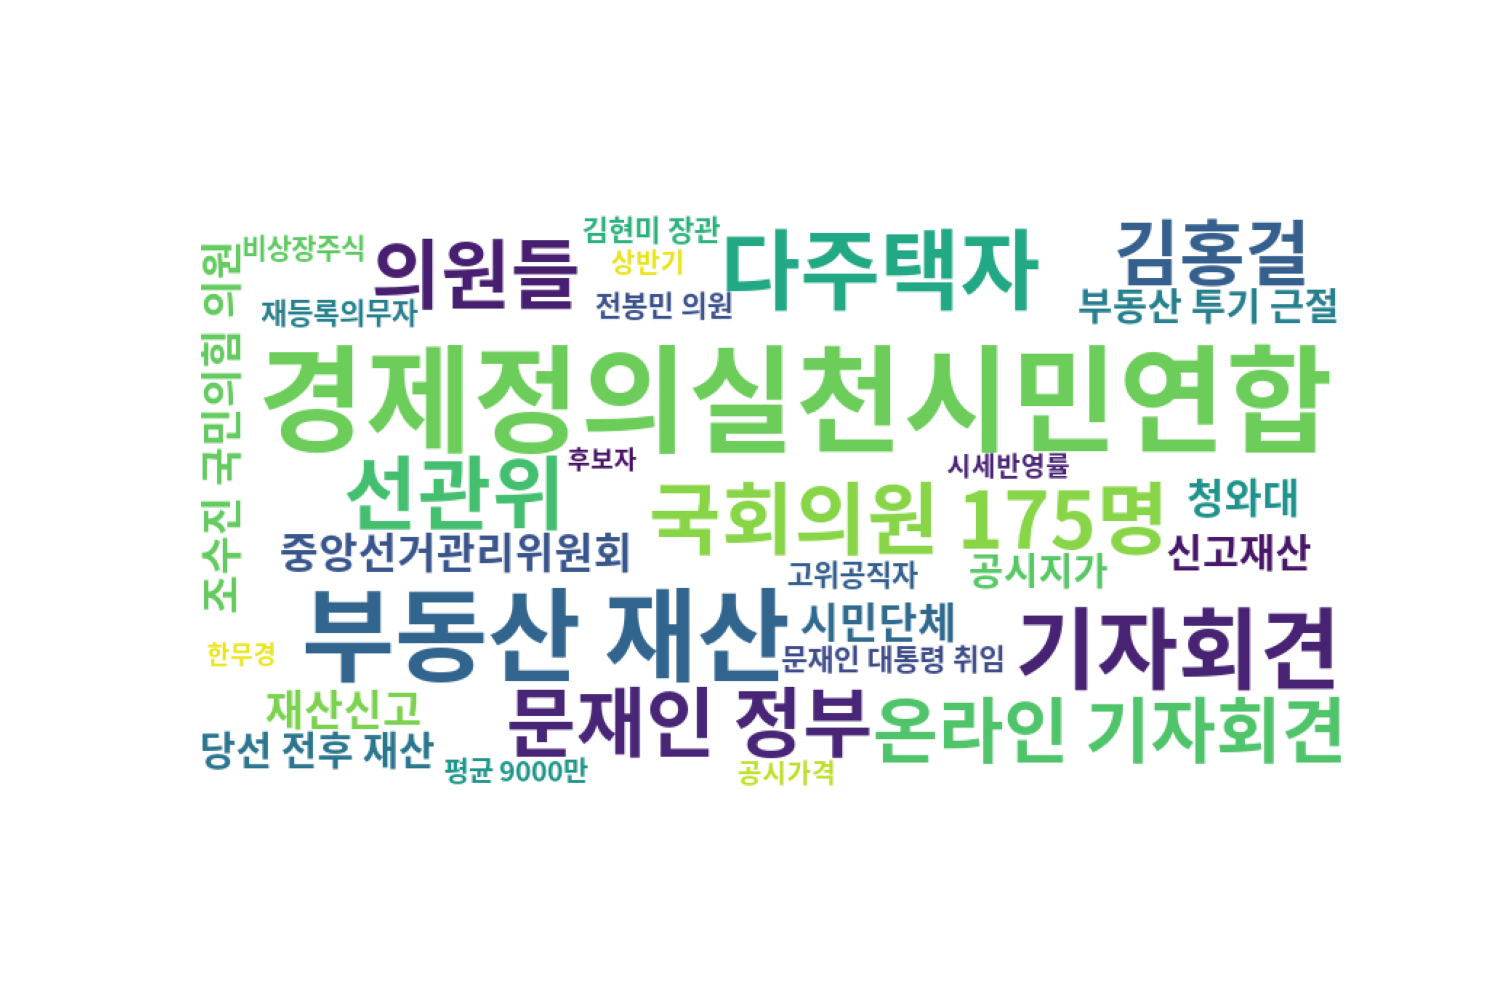 김현미 장관
김홍걸
비상장주식
의원들
상반기
다주택자
재등록의무자
전봉민 의원
부동산 투기 근절
조수진 국민의힘 의원
경제정의실천시민연합
선관위
후보자
시세반영률
국회의원 175명
청와대
중앙선거관리위원회
고위공직자
공시지가
신고재산
부동산 재산
시민단체
기자회견
한무경
문재인 대통령 취임
재산신고
문재인 정부
온라인 기자회견
당선 전후 재산
평균 9000만
공시가격